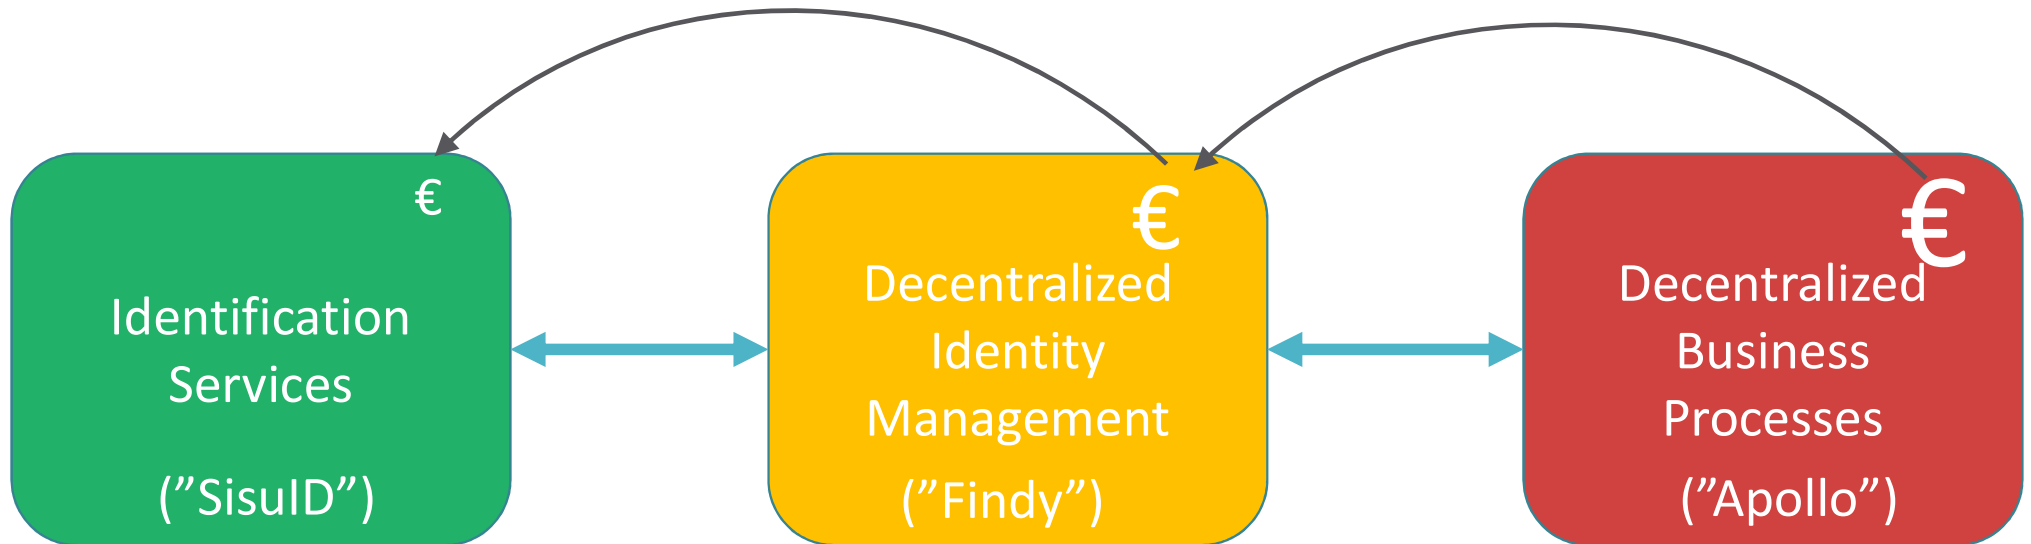 €
Identification
Services
(”SisuID”)
€
Decentralized
Identity
Management
(”Findy”)
€
Decentralized
Business
Processes
(”Apollo”)